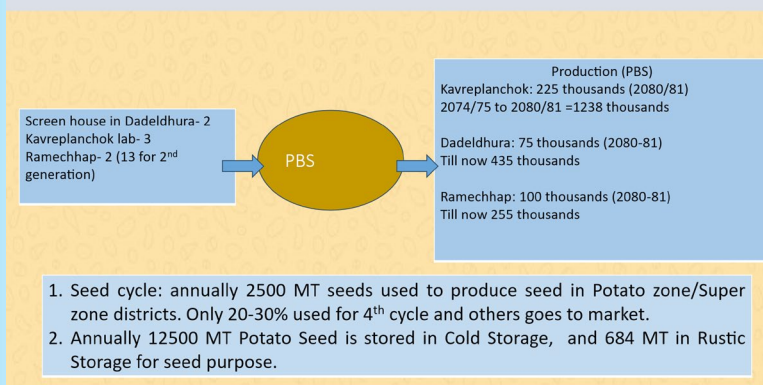 Screen house in Dadeldhura- 2
Kavreplanchok lab- 3
Ramechhap- 2 (13 for 2nd
generation)
PBS
Production (PBS)
Kavreplanchok: 225 thousands (2080/81)
2074/75 to 2080/81 =1238 thousands
Dadeldhura: 75 thousands (2080-81)
Till now 435 thousands
Ramechhap: 100 thousands (2080-81)
Till now 255 thousands
1. Seed cycle: annually 2500 MT seeds used to produce seed in Potato zone/Super
zone districts. Only 20-30% used for 4th cycle and others goes to market.
2. Annually 12500 MT Potato Seed is stored in Cold Storage, and 684 MT in Rustic
Storage for seed purpose.